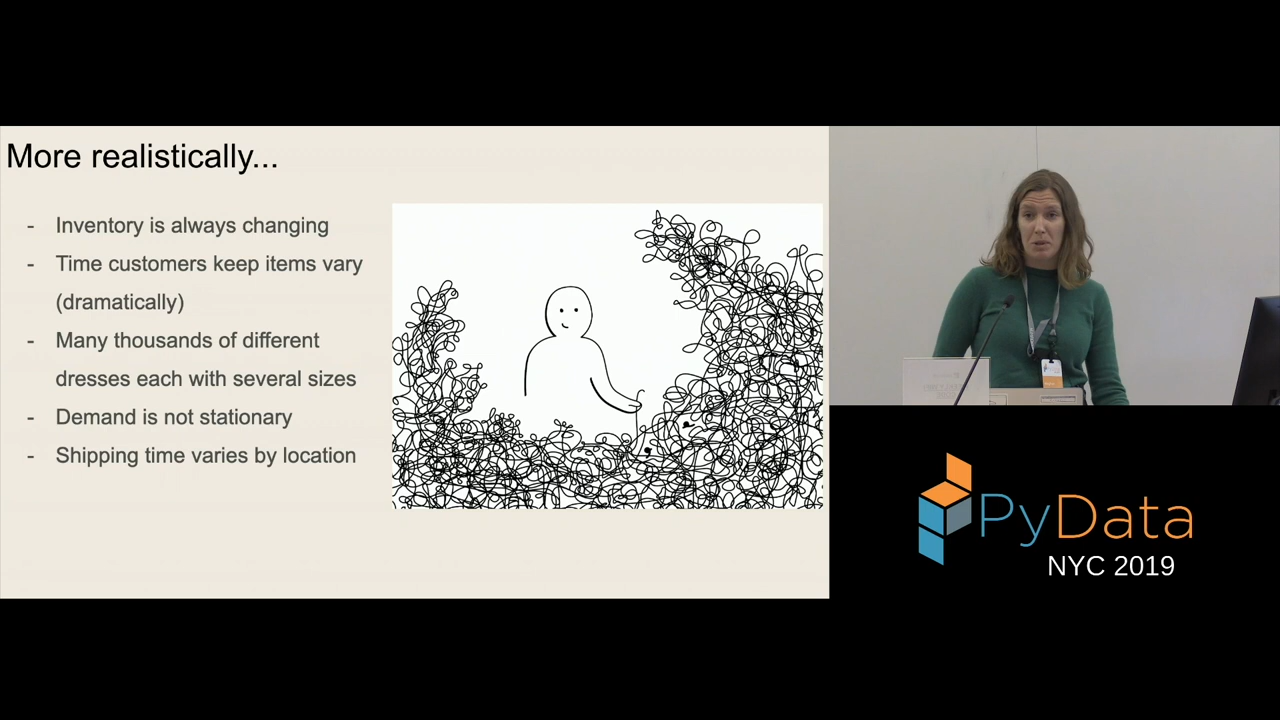 More realistically...
- Inventory is always changing
- Time customers keep items vary
(dramatically)
- Many thousands of different
dresses each with several sizes
- Demand is not stationary
- Shipping time varies by location
PyData
NYC 2019